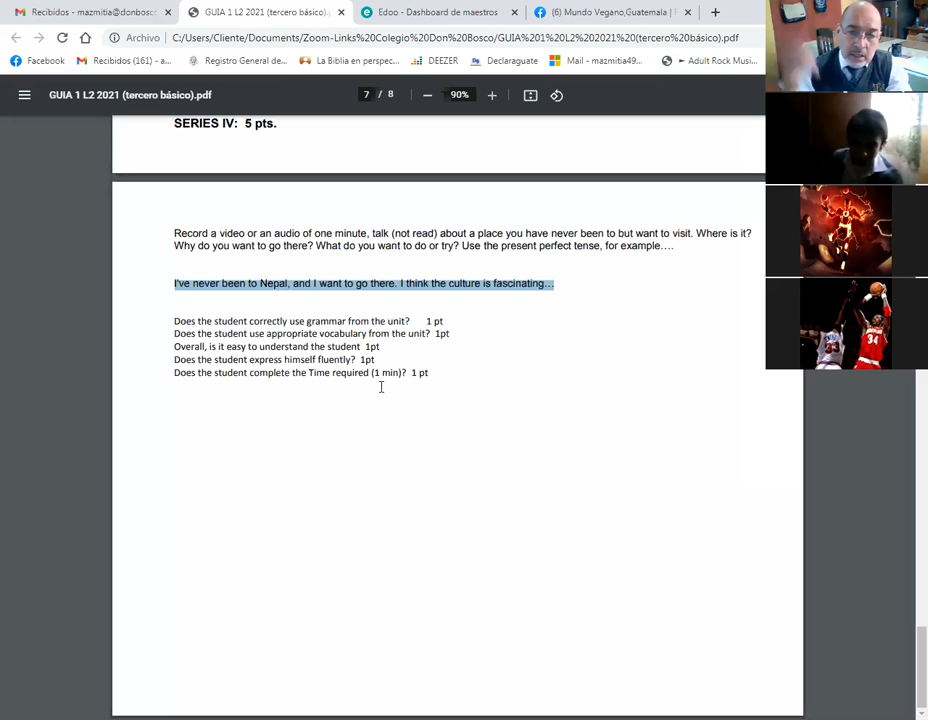 Recibidos - mazmitia@donbosc
GUIA 1 L2 2021 (tercero básico).
Edoo - Dashboard de maestros
(6) Mundo Vegano,Guatemala |
Archivo
C:/Users/Cliente/Documents/Zoom-Links%20Colegio%20Don%20Bosco/GUIA%201%20L2%202021%20(tercero%20básico).pdf
Facebook
Recibidos (161) - a...
Registro General de...
La Biblia en perspe...
DEEZER
Declaraguate
Mail - mazmitia49...
Adult Rock Musi...
GUIA 1 L2 2021 (tercero básico).pdf
7 / 8
90%
SERIES IV: 5 pts.
Record a video or an audio of one minute, talk (not read) about a place you have never been to but want to visit. Where is it?
Why do you want to go there? What do you want to do or try? Use the present perfect tense, for example….
I've never been to Nepal, and I want to go there. I think the culture is fascinating…
Does the student correctly use grammar from the unit? 1 pt
Does the student use appropriate vocabulary from the unit? 1pt
Overall, is it easy to understand the student 1pt
Does the student express himself fluently? 1pt
Does the student complete the Time required (1 min)? 1 pt
33
34